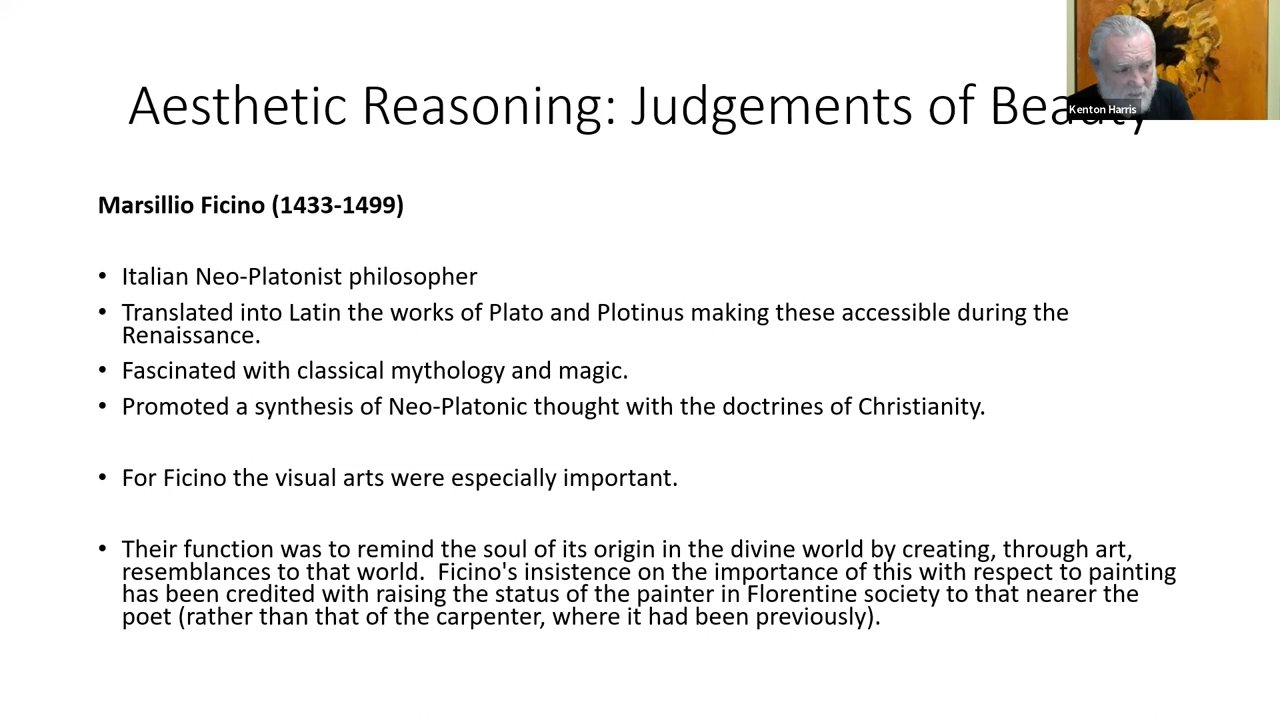 Aesthetic Reasoning: Judgements of Beauty
Kenton Harris
Marsillio Ficino (1433-1499)
• Italian Neo-Platonist philosopher
• Translated into Latin the works of Plato and Plotinus making these accessible during the
Renaissance.
• Fascinated with classical mythology and magic.
• Promoted a synthesis of Neo-Platonic thought with the doctrines of Christianity.
• For Ficino the visual arts were especially important.
• Their function was to remind the soul of its origin in the divine world by creating, through art,
resemblances to that world.  Ficino's insistence on the importance of this with respect to painting
has been credited with raising the status of the painter in Florentine society to that nearer the
poet (rather than that of the carpenter, where it had been previously).